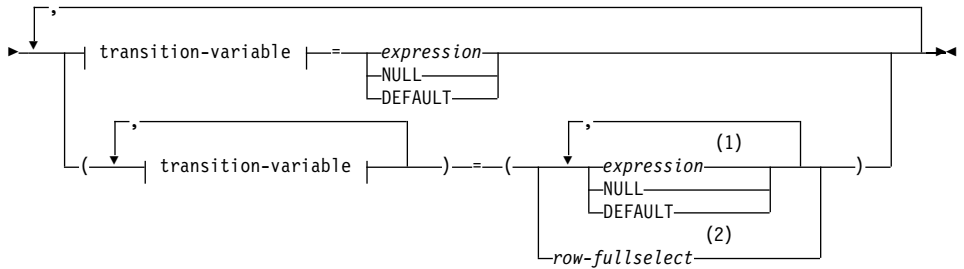 ,
transition-variable = expression
NULL
DEFAULT
, ,
(1)
( transition-variable ) = ( expression )
NULL
DEFAULT
(2)
row-fullselect